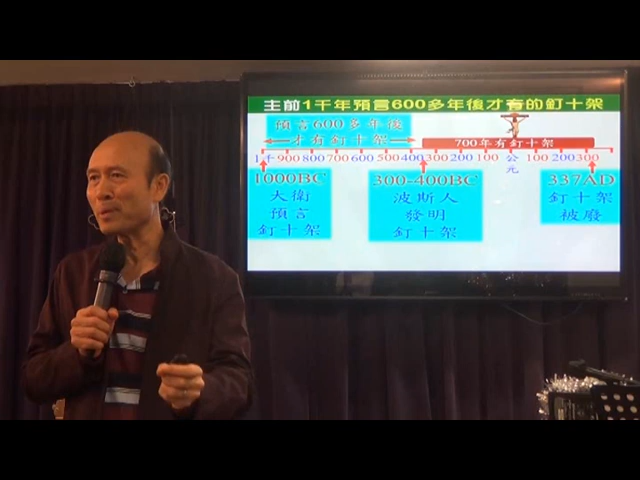 主前1千年預言600多年後才有的釘十架
預言600多年後
才有釘十架
700年有釘十架
1千 900 800 700 600 500 400 300 200 100 公元 100 200 300
1000BC
大衛
預言
釘十架
300-400BC
波斯人
發明
釘十架
337AD
釘十架
被廢